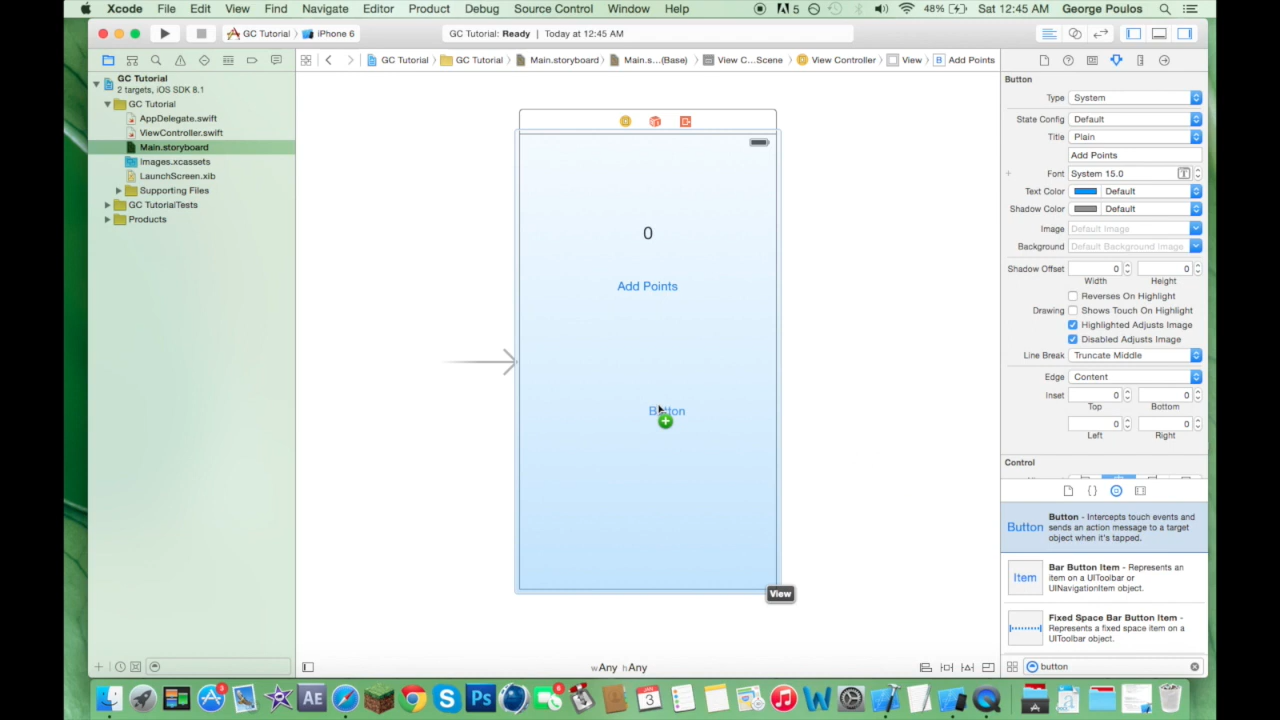 Xcode File Edit View Find Navigate Editor Product Debug Source Control Window Help 5 48% Sat 12:45 AM George Poulos
GC Tutorial iPhone 6 GC Tutorial: Ready | Today at 12:45 AM
GC Tutorial GC Tutorial Main.storyboard Main.s...(Base) View C...Scene View Controller View B Add Points
GC Tutorial
2 targets, iOS SDK 8.1
GC Tutorial
AppDelegate.swift
ViewController.swift
Main.storyboard
Images.xcassets
LaunchScreen.xib
Supporting Files
GC TutorialTests
Products
0
Add Points
Button
View
wAny hAny
Button
Type System
State Config Default
Title Plain
Add Points
Font System 15.0 T
Text Color Default
Shadow Color Default
Image Default Image
Background Default Background Image
Shadow Offset 0 0
Width Height
Reverses On Highlight
Drawing Shows Touch On Highlight
Highlighted Adjusts Image
Disabled Adjusts Image
Line Break Truncate Middle
Edge Content
Inset 0 0
Top Bottom
0 0
Left Right
Control
Button Button - Intercepts touch events and
sends an action message to a target
object when it's tapped.
Item Bar Button Item - Represents an
item on a UIToolbar or
UINavigationItem object.
Fixed Space Bar Button Item -
Represents a fixed space item on a
UIToolbar object.
button
3 AE Ps 6 3